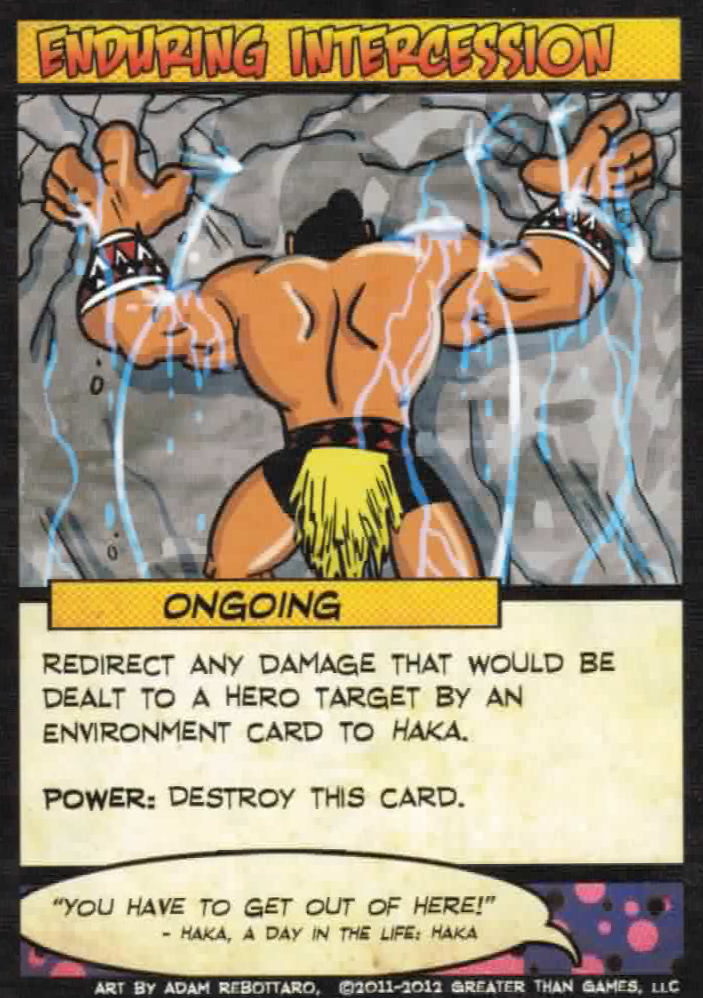 ENDURING INTERCESSION
ONGOING
REDIRECT ANY DAMAGE THAT WOULD BE
DEALT TO A HERO TARGET BY AN
ENVIRONMENT CARD TO HAKA.
POWER: DESTROY THIS CARD.
"YOU HAVE TO GET OUT OF HERE!"
- HAKA, A DAY IN THE LIFE: HAKA
ART BY ADAM REBOTTARO, ©2011-2012 GREATER THAN GAMES, LLC